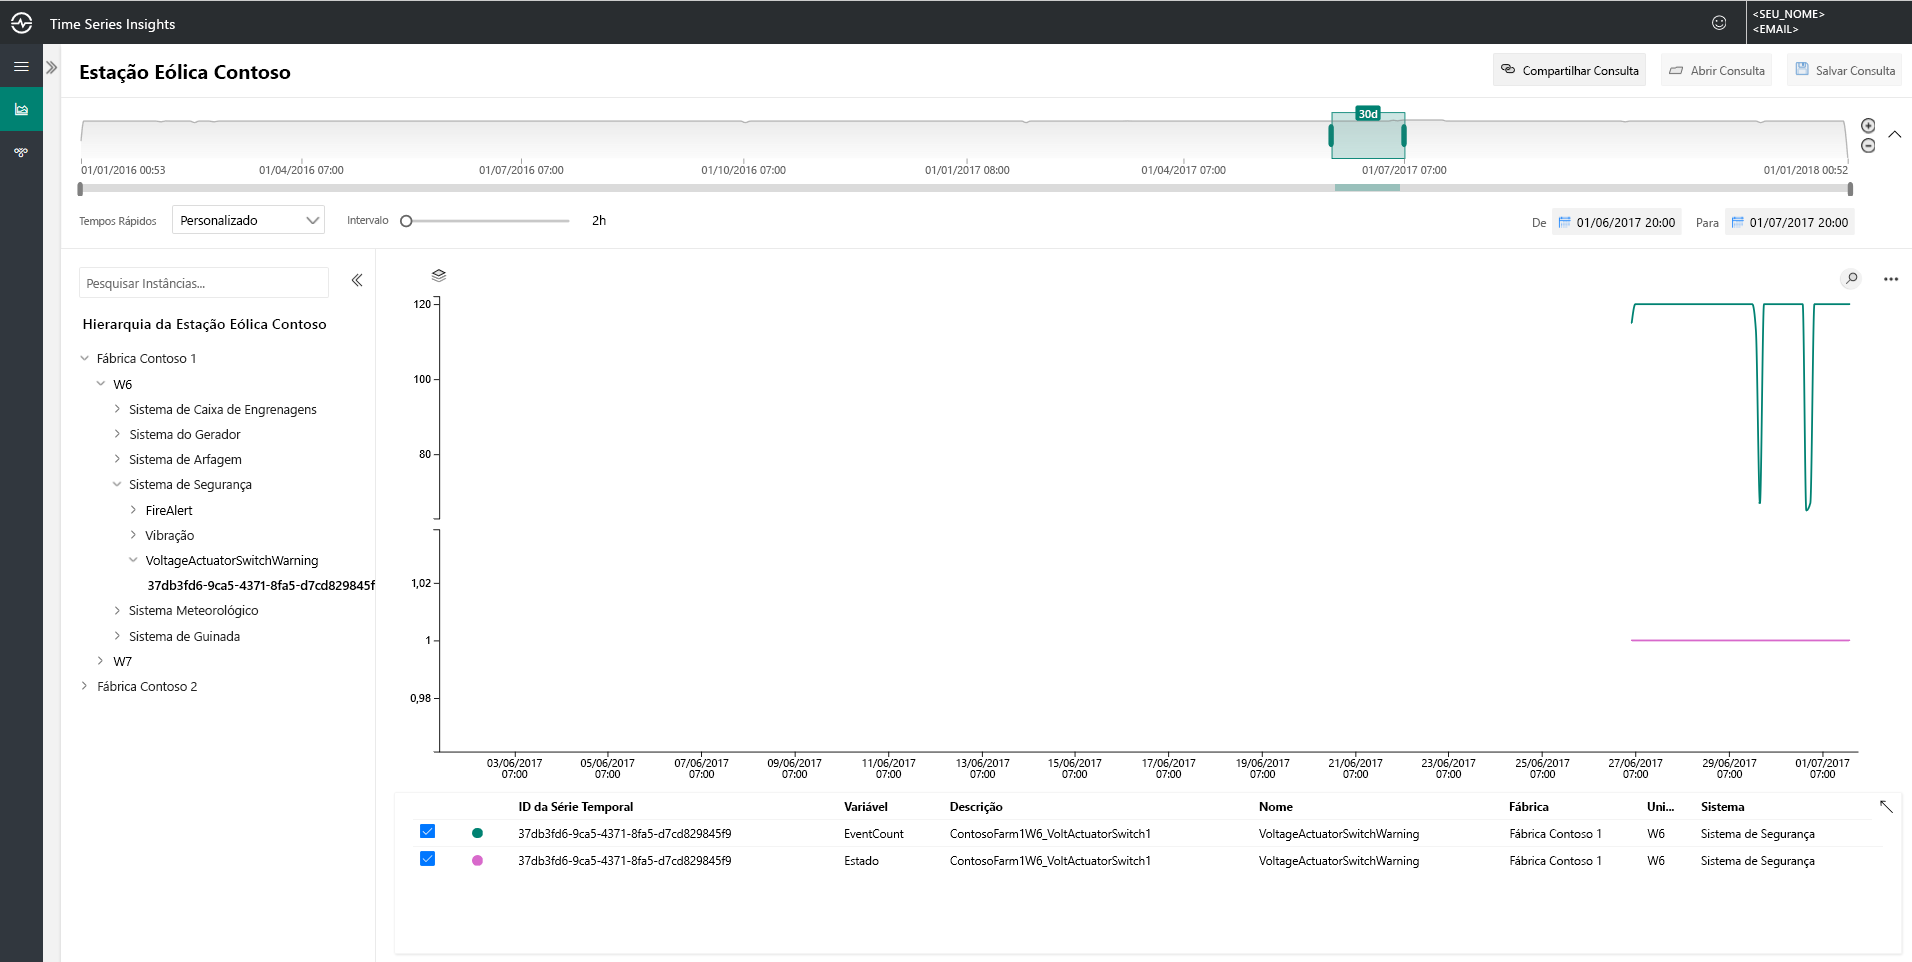 Time Series Insights
<SEU_NOME>
<EMAIL>
Estação Eólica Contoso
Compartilhar Consulta
Abrir Consulta
Salvar Consulta
30d
01/01/2016 00:53
01/04/2016 07:00
01/07/2016 07:00
01/10/2016 07:00
01/01/2017 08:00
01/04/2017 07:00
01/07/2017 07:00
01/01/2018 00:52
Tempos Rápidos
Personalizado
Intervalo
2h
De
01/06/2017 20:00
Para
01/07/2017 20:00
Pesquisar Instâncias...
Hierarquia da Estação Eólica Contoso
Fábrica Contoso 1
W6
Sistema de Caixa de Engrenagens
Sistema do Gerador
Sistema de Arfagem
Sistema de Segurança
FireAlert
Vibração
VoltageActuatorSwitchWarning
37db3fd6-9ca5-4371-8fa5-d7cd829845f
Sistema Meteorológico
Sistema de Guinada
W7
Fábrica Contoso 2
120
100
80
1,02
1
0,98
03/06/2017
07:00
05/06/2017
07:00
07/06/2017
07:00
09/06/2017
07:00
11/06/2017
07:00
13/06/2017
07:00
15/06/2017
07:00
17/06/2017
07:00
19/06/2017
07:00
21/06/2017
07:00
23/06/2017
07:00
25/06/2017
07:00
27/06/2017
07:00
29/06/2017
07:00
01/07/2017
07:00
ID da Série Temporal Variável Descrição Nome Fábrica Uni... Sistema
37db3fd6-9ca5-4371-8fa5-d7cd829845f9 EventCount ContosoFarm1W6_VoltActuatorSwitch1 VoltageActuatorSwitchWarning Fábrica Contoso 1 W6 Sistema de Segurança
37db3fd6-9ca5-4371-8fa5-d7cd829845f9 Estado ContosoFarm1W6_VoltActuatorSwitch1 VoltageActuatorSwitchWarning Fábrica Contoso 1 W6 Sistema de Segurança